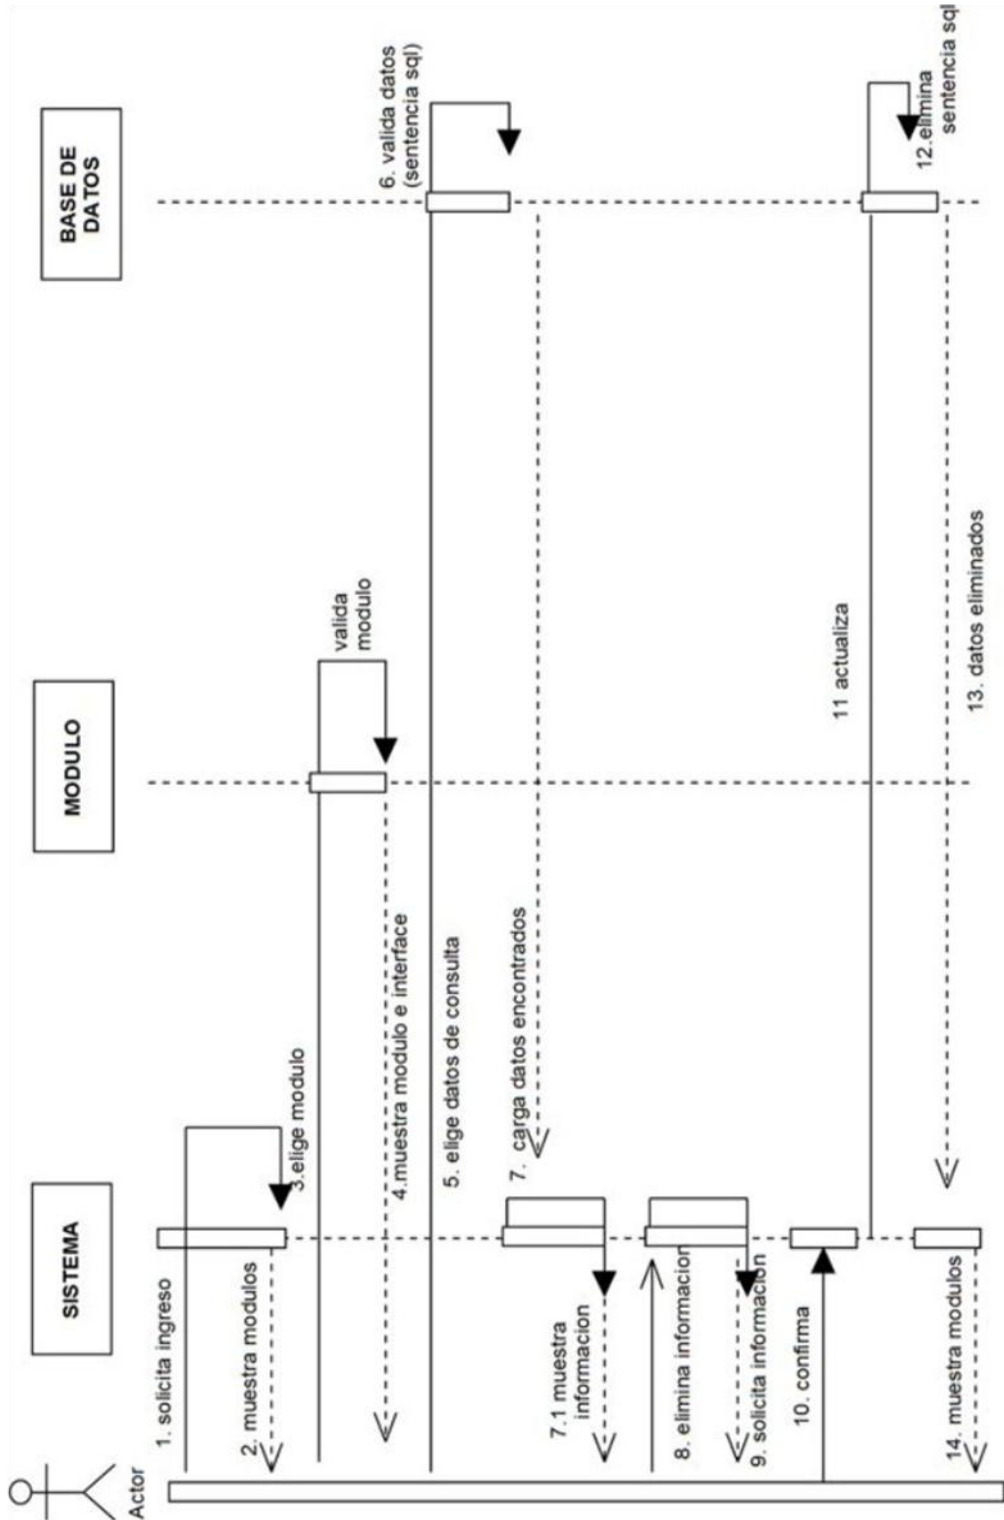 Actor
SISTEMA
MODULO
BASE DE
DATOS
1. solicita ingreso
2. muestra modulos
3.elige modulo
valida
modulo
4.muestra modulo e interface
5. elige datos de consulta
6. valida datos
(sentencia sql)
7. carga datos encontrados
7.1 muestra
informacion
8. elimina informacion
9. solicita informacion
10. confirma
11 actualiza
12.elimina
sentencia sql
13. datos eliminados
14. muestra modulos